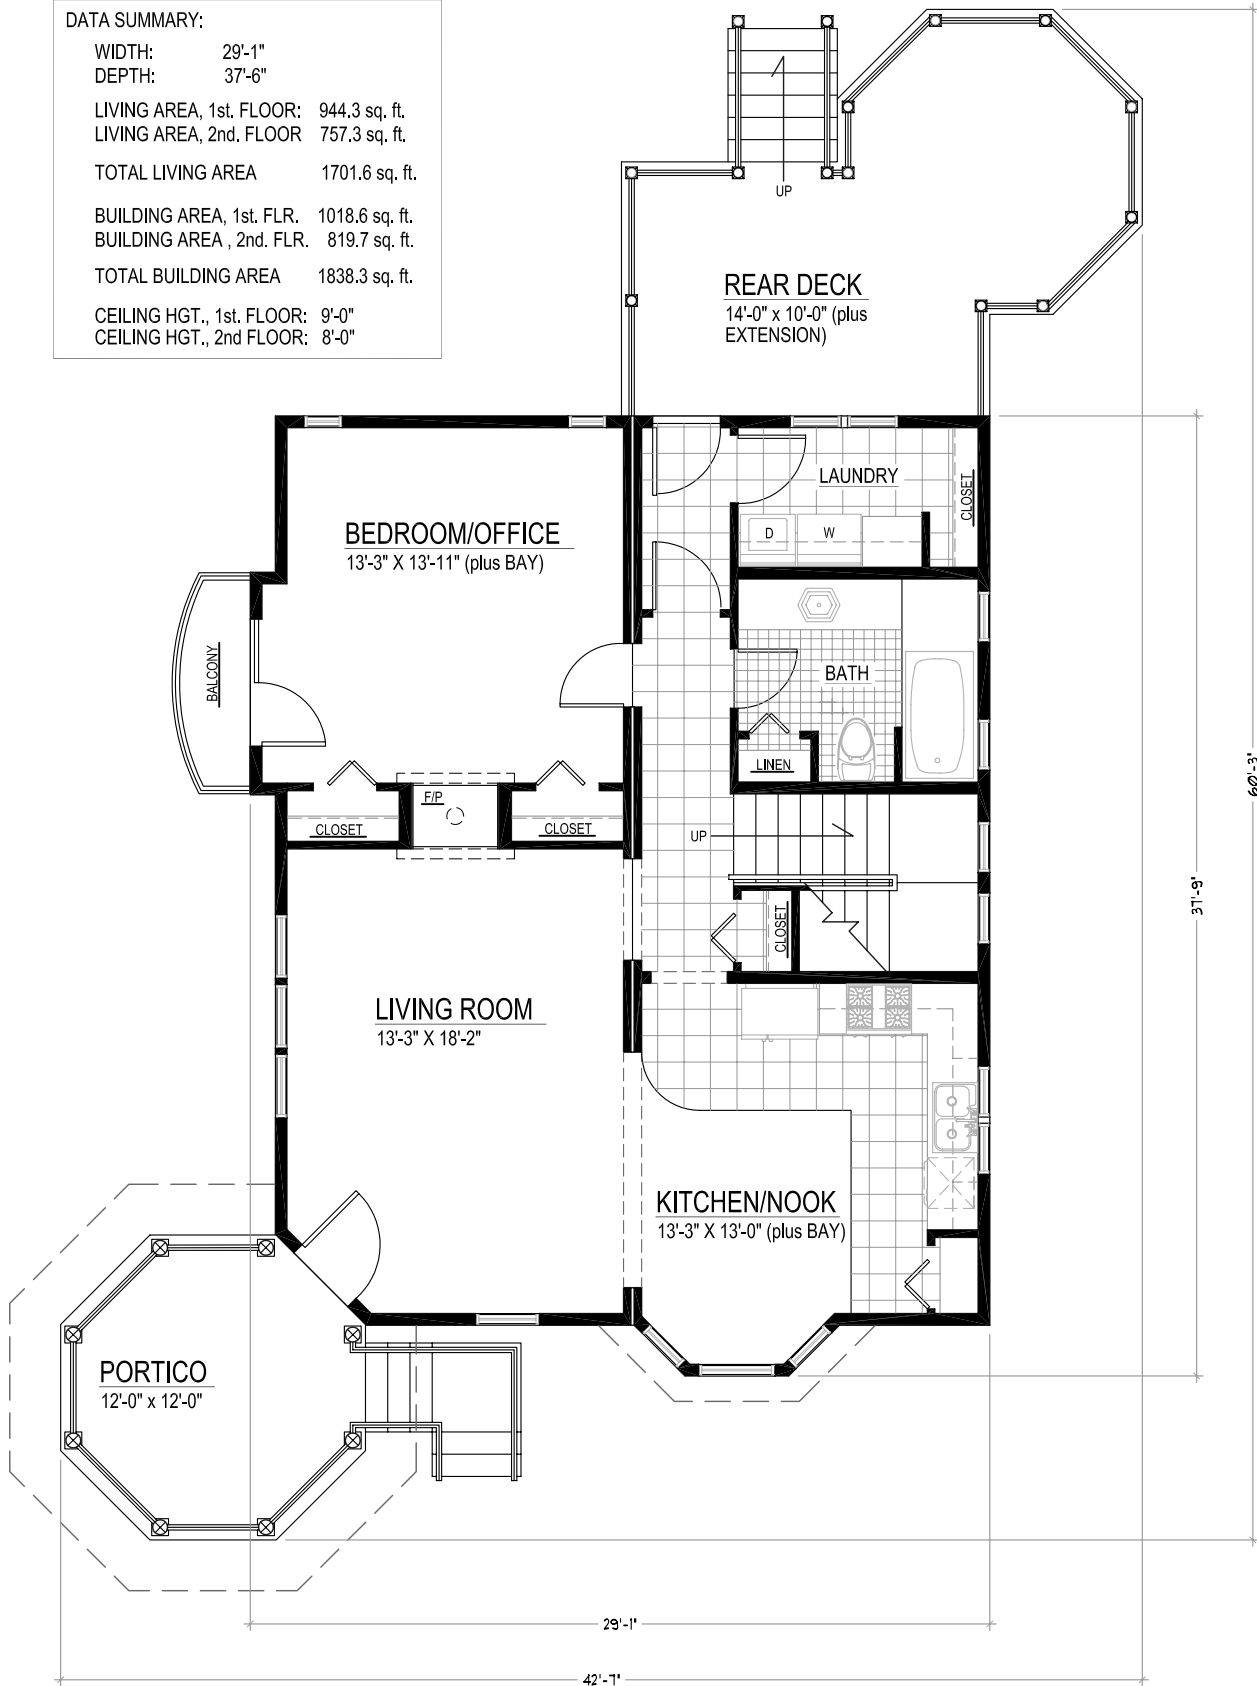 DATA SUMMARY:
WIDTH: 29'-1"
DEPTH: 37'-6"
LIVING AREA, 1st. FLOOR: 944.3 sq. ft.
LIVING AREA, 2nd. FLOOR 757.3 sq. ft.
TOTAL LIVING AREA 1701.6 sq. ft.
BUILDING AREA, 1st. FLR. 1018.6 sq. ft.
BUILDING AREA , 2nd. FLR. 819.7 sq. ft.
TOTAL BUILDING AREA 1838.3 sq. ft.
CEILING HGT., 1st. FLOOR: 9'-0"
CEILING HGT., 2nd FLOOR: 8'-0"
UP
REAR DECK
14'-0" x 10'-0" (plus
EXTENSION)
LAUNDRY
CLOSET
D
W
BEDROOM/OFFICE
13'-3" X 13'-11" (plus BAY)
BALCONY
BATH
LINEN
F/P
CLOSET
CLOSET
UP
CLOSET
LIVING ROOM
13'-3" X 18'-2"
KITCHEN/NOOK
13'-3" X 13'-0" (plus BAY)
PORTICO
12'-0" x 12'-0"
60'-3"
37'-9"
29'-1"
42'-7"